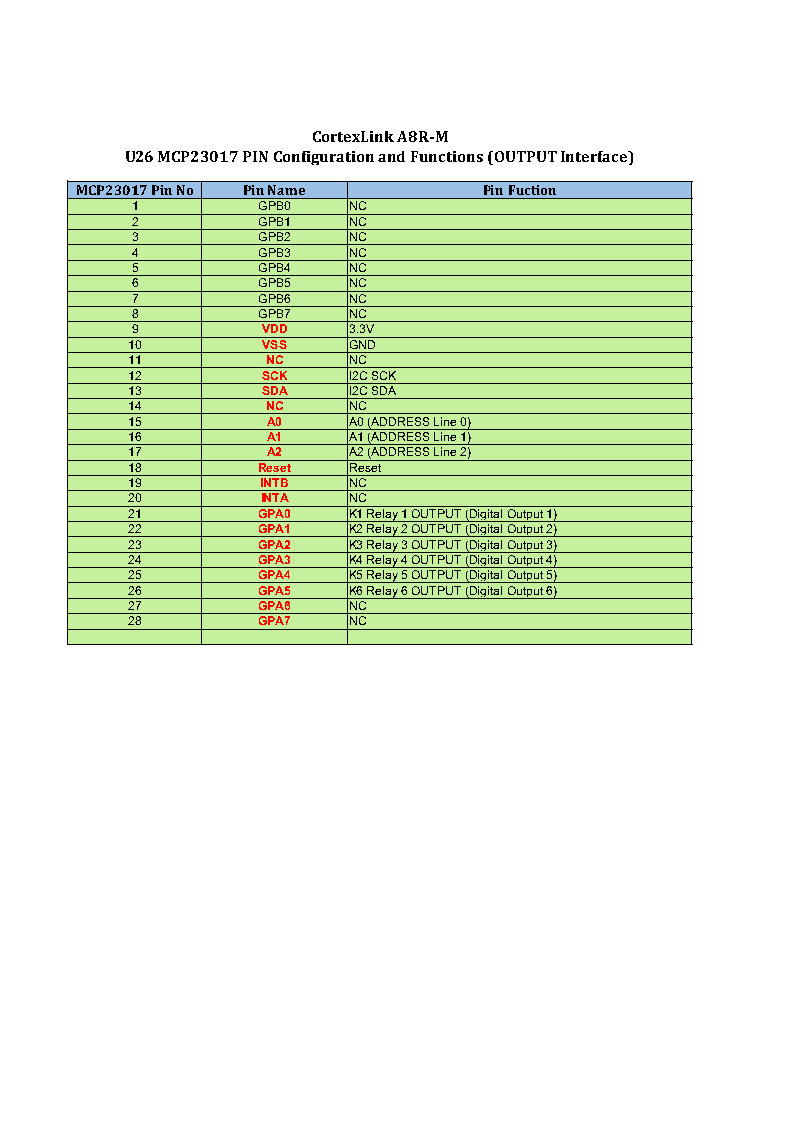 CortexLink A8R-M
U26 MCP23017 PIN Configuration and Functions (OUTPUT Interface)
MCP23017 Pin No Pin Name Pin Fuction
1 GPB0 NC
2 GPB1 NC
3 GPB2 NC
4 GPB3 NC
5 GPB4 NC
6 GPB5 NC
7 GPB6 NC
8 GPB7 NC
9 VDD 3.3V
10 VSS GND
11 NC NC
12 SCK I2C SCK
13 SDA I2C SDA
14 NC NC
15 A0 A0 (ADDRESS Line 0)
16 A1 A1 (ADDRESS Line 1)
17 A2 A2 (ADDRESS Line 2)
18 Reset Reset
19 INTB NC
20 INTA NC
21 GPA0 K1 Relay 1 OUTPUT (Digital Output 1)
22 GPA1 K2 Relay 2 OUTPUT (Digital Output 2)
23 GPA2 K3 Relay 3 OUTPUT (Digital Output 3)
24 GPA3 K4 Relay 4 OUTPUT (Digital Output 4)
25 GPA4 K5 Relay 5 OUTPUT (Digital Output 5)
26 GPA5 K6 Relay 6 OUTPUT (Digital Output 6)
27 GPA6 NC
28 GPA7 NC